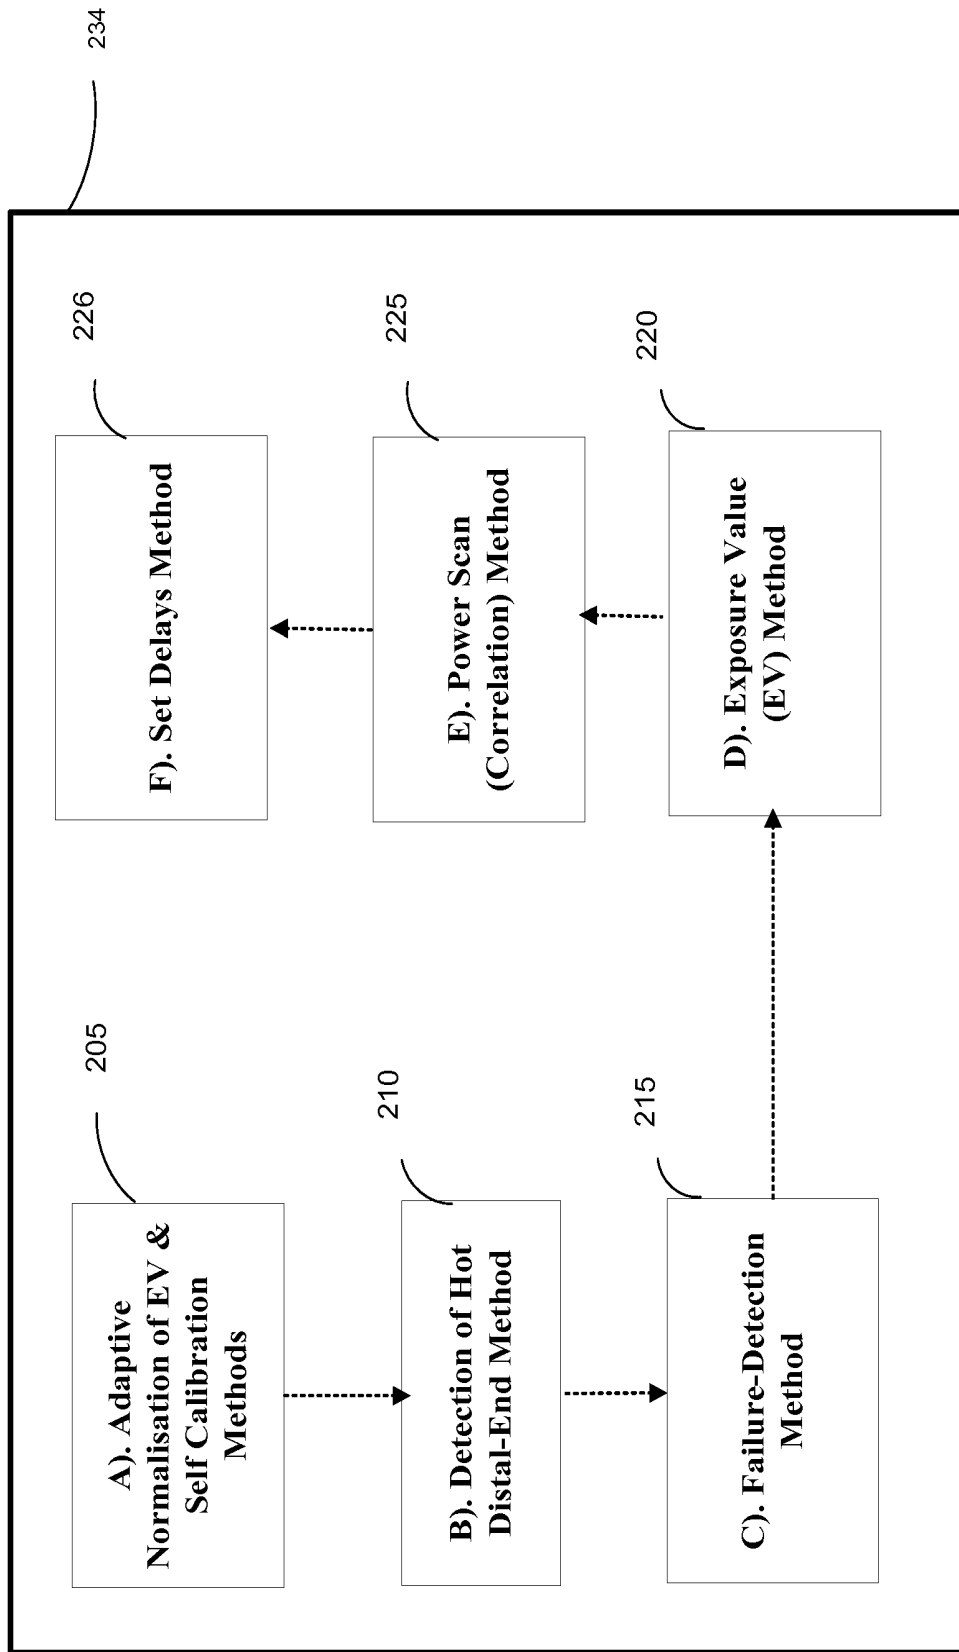 234
205
A). Adaptive
Normalisation of EV &
Self Calibration
Methods
210
B). Detection of Hot
Distal-End Method
215
C). Failure-Detection
Method
220
D). Exposure Value
(EV) Method
225
E). Power Scan
(Correlation) Method
226
F). Set Delays Method